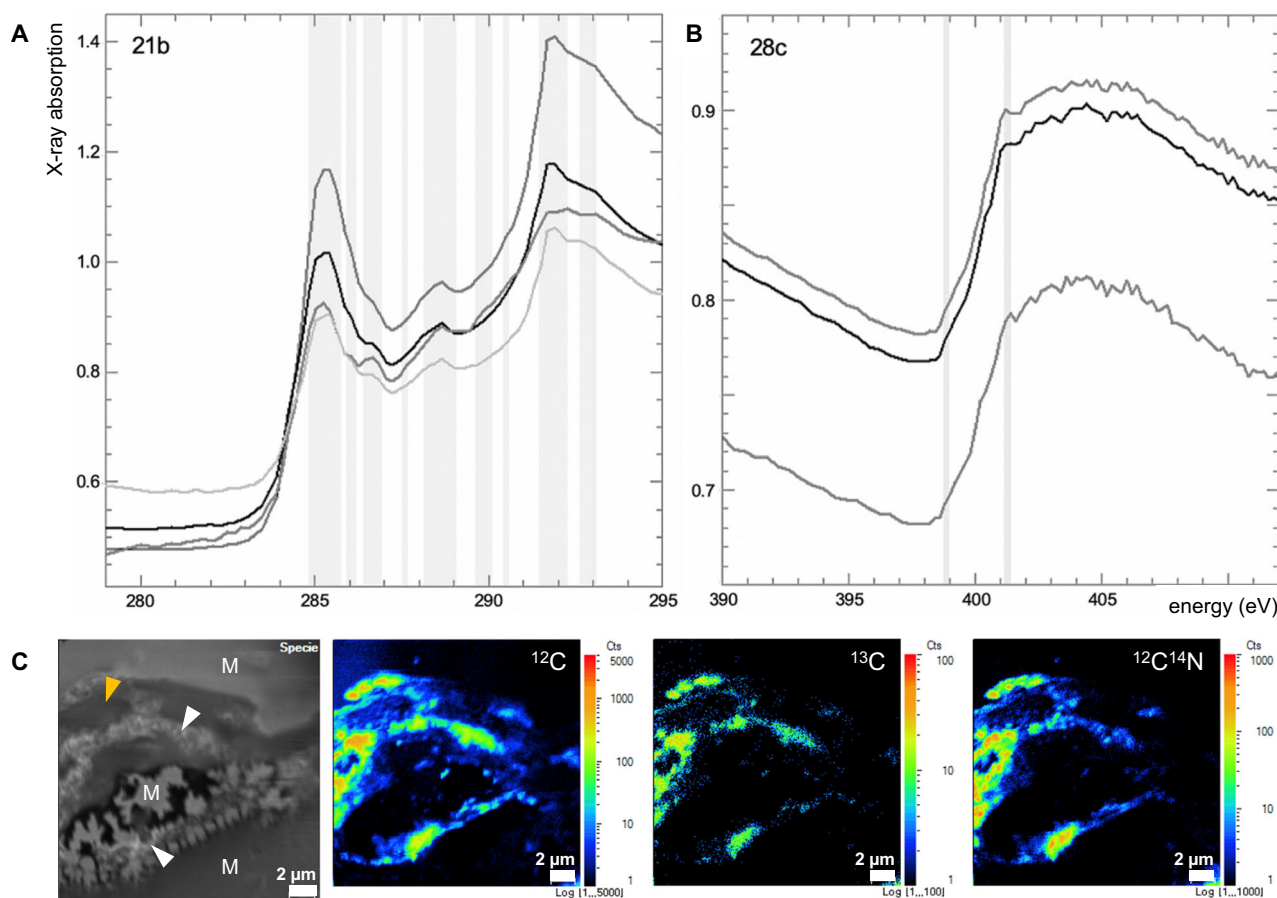 A
21b
X-ray absorption
1.4
1.2
1.0
0.8
0.6
280
285
290
295
B
28c
0.9
0.8
0.7
390
395
400
405
energy (eV)
C
Specie
M
M
M
2 µm
¹²C
Cts
5000
1000
100
10
1
2 µm
Log [1,,,5000]
¹³C
Cts
100
10
1
2 µm
Log [1,,,100]
¹²C¹⁴N
Cts
1000
100
10
1
2 µm
Log [1,,,1000]